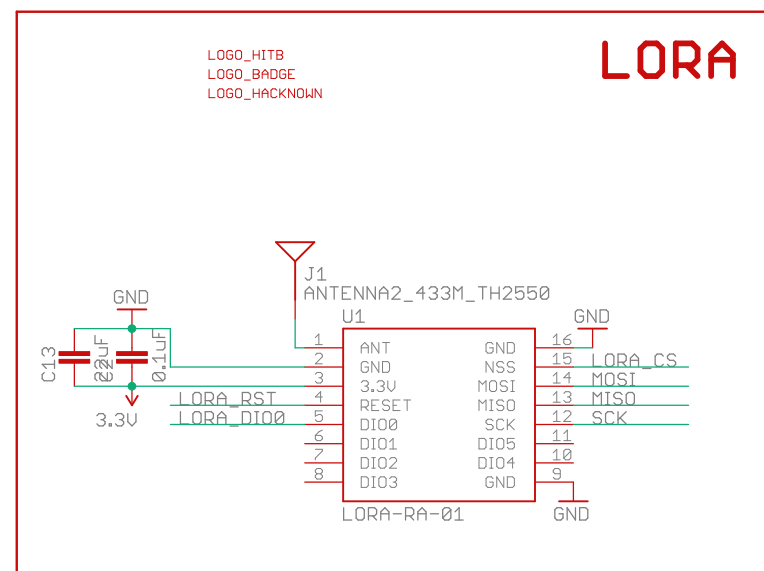 LOGO_HITB
LOGO_BADGE
LOGO_HACKNOWN
LORA
J1
ANTENNA2_433M_TH2550
GND
U1
GND
C13
22uF
C2
0.1uF
3.3V
1 ANT GND 16
2 GND NSS 15 LORA_CS
3 3.3V MOSI 14 MOSI
LORA_RST 4 RESET MISO 13 MISO
LORA_DIO0 5 DIO0 SCK 12 SCK
6 DIO1 DIO5 11
7 DIO2 DIO4 10
8 DIO3 GND 9
LORA-RA-01
GND